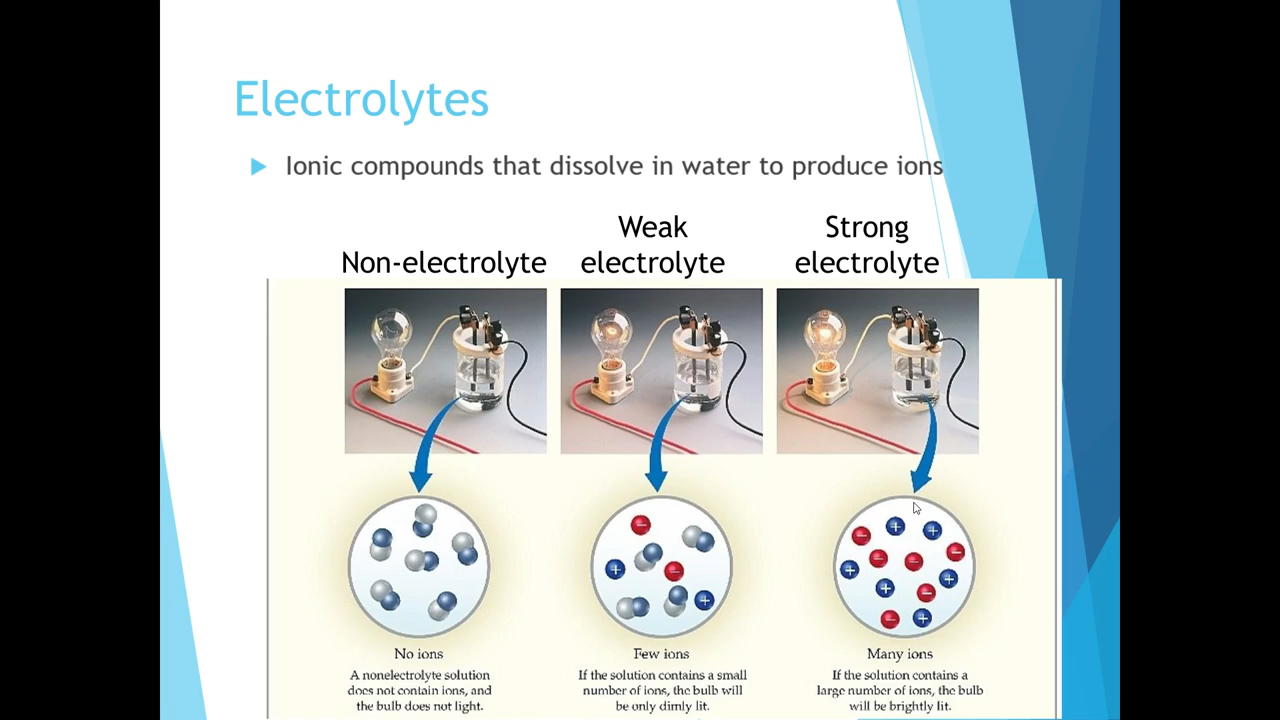 Electrolytes
Ionic compounds that dissolve in water to produce ions
Non-electrolyte
Weak
electrolyte
Strong
electrolyte
No ions
A nonelectrolyte solution
does not contain ions, and
the bulb does not light.
Few ions
If the solution contains a small
number of ions, the bulb will
be only dimly lit.
Many ions
If the solution contains a
large number of ions, the bulb
will be brightly lit.